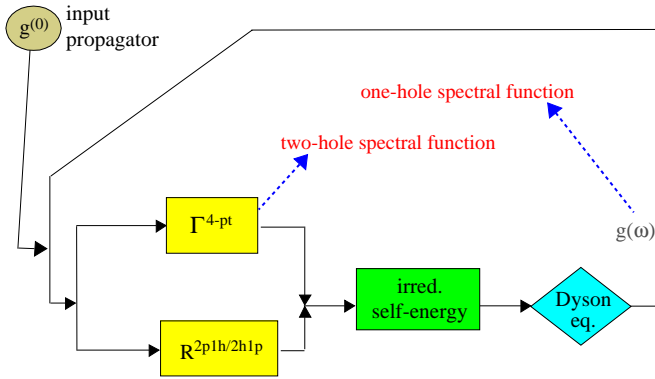 g(0)
input
propagator
one-hole spectral function
two-hole spectral function
Γ4-pt
g(ω)
irred.
self-energy
Dyson
eq.
R2p1h/2h1p